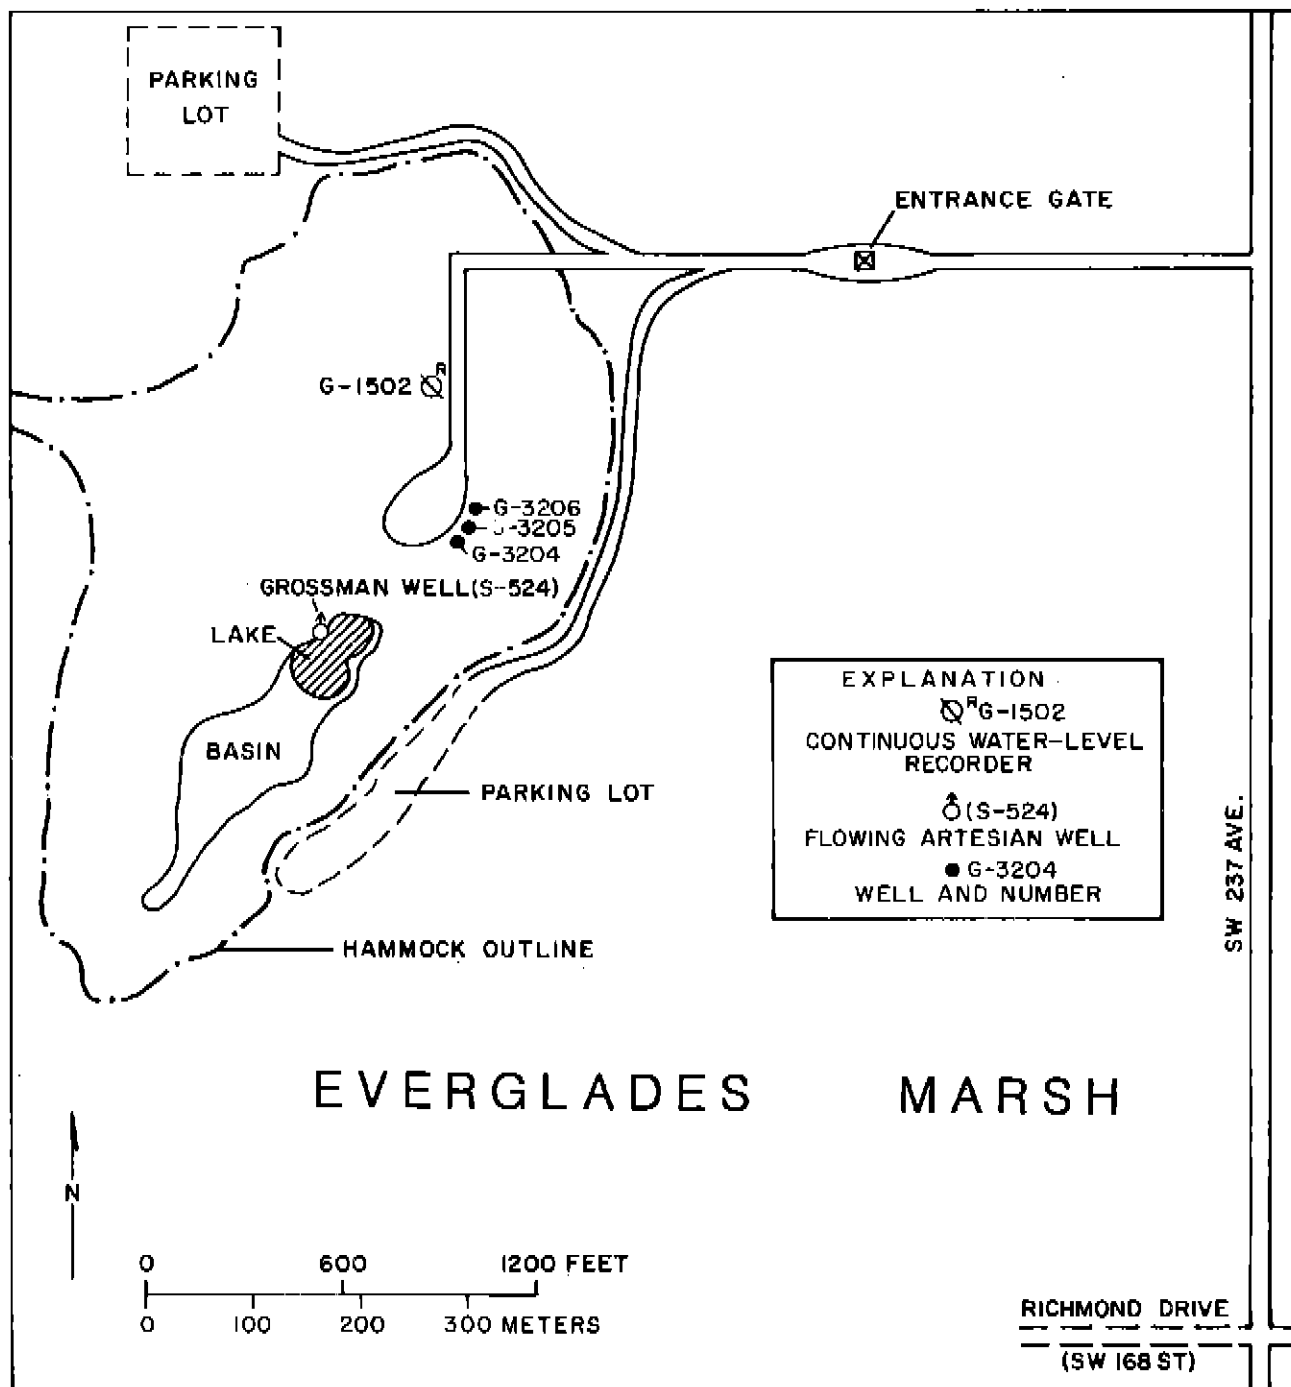 PARKING
LOT
ENTRANCE GATE
G-1502 R
G-3206
-3205
G-3204
GROSSMAN WELL(S-524)
LAKE
BASIN
PARKING LOT
HAMMOCK OUTLINE
EXPLANATION
R G-1502
CONTINUOUS WATER-LEVEL
RECORDER
(S-524)
FLOWING ARTESIAN WELL
G-3204
WELL AND NUMBER
SW 237 AVE.
EVERGLADES MARSH
N
0 600 1200 FEET
0 100 200 300 METERS
RICHMOND DRIVE
(SW 168 ST)